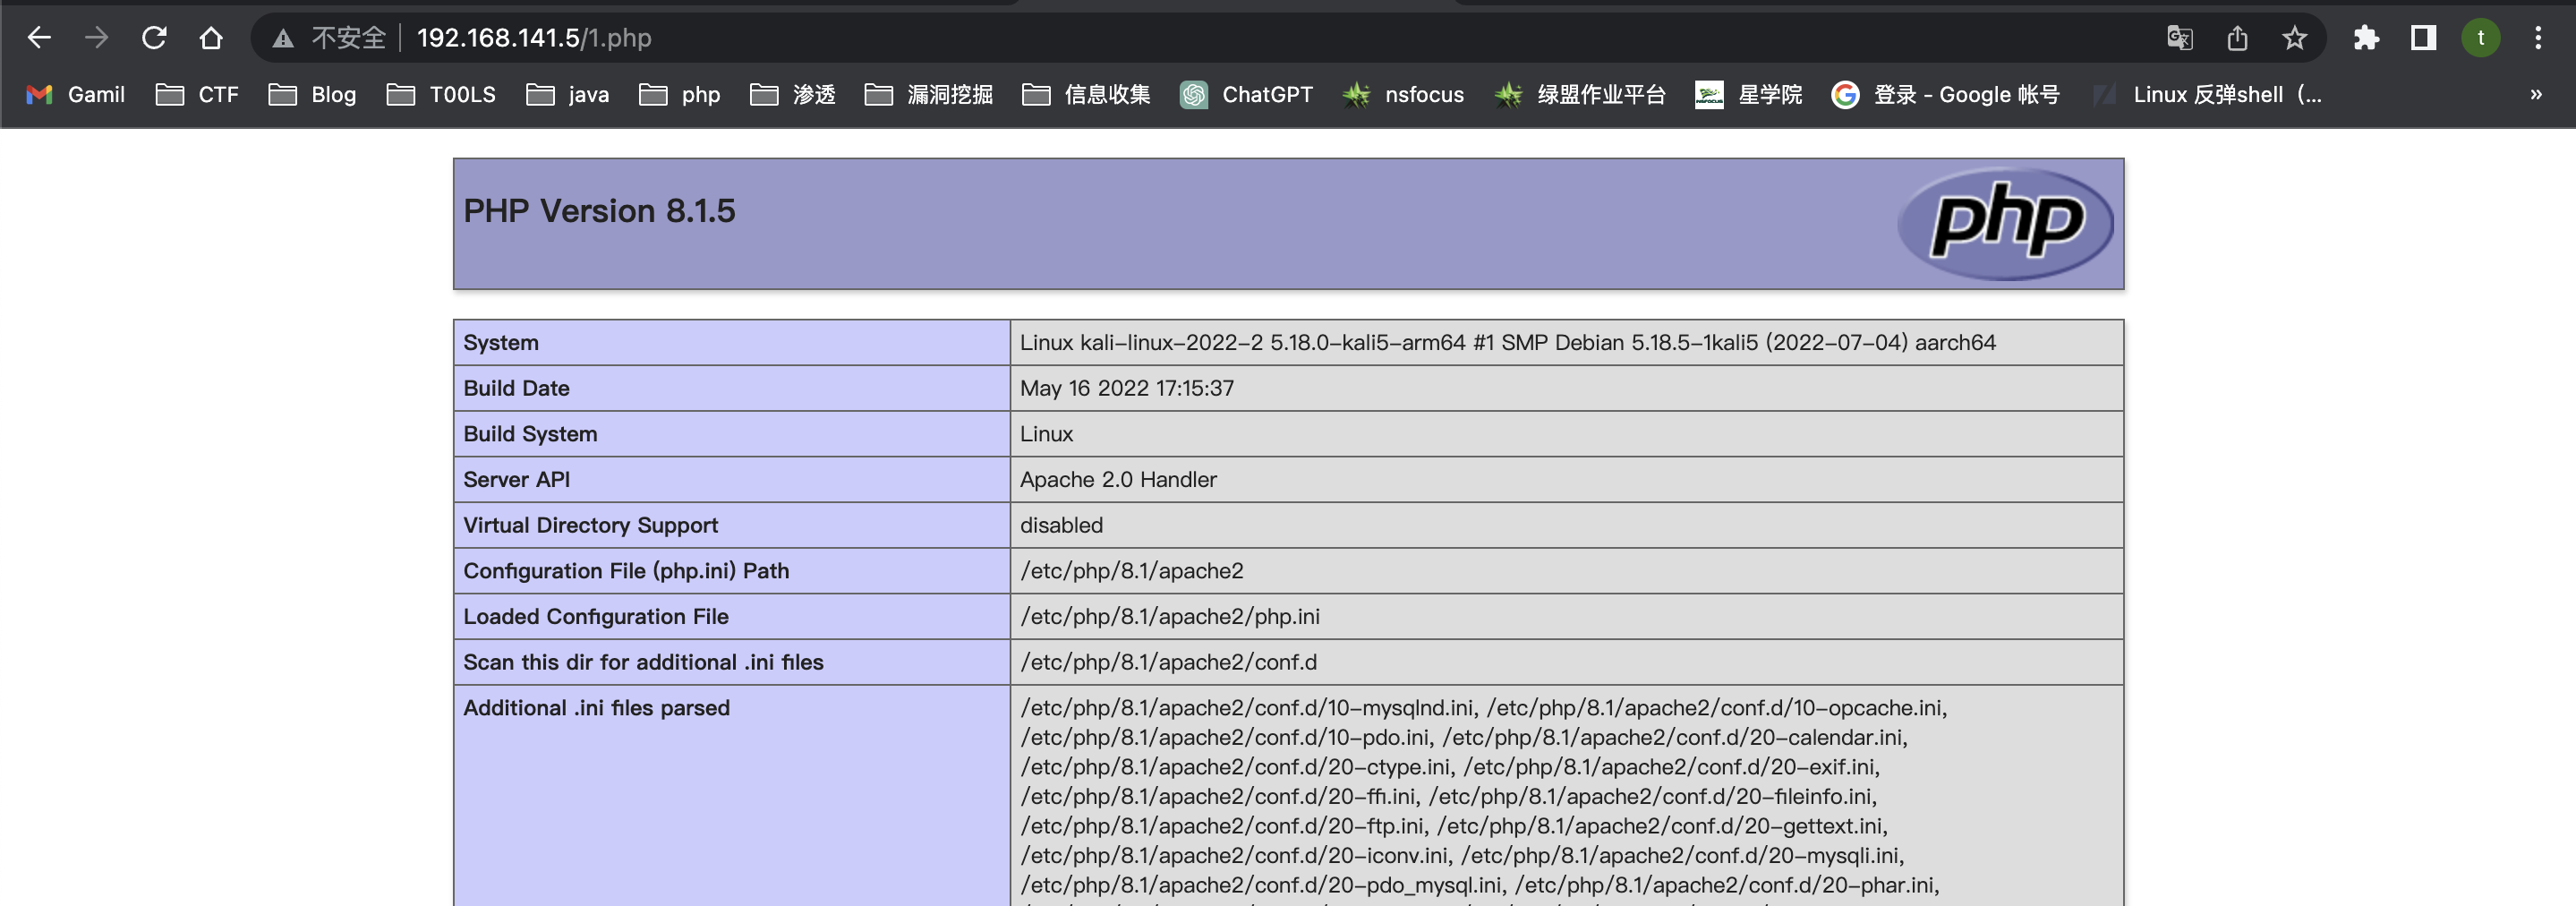 不安全 192.168.141.5/1.php
t
Gamil CTF Blog T00LS java php 渗透 漏洞挖掘 信息收集 ChatGPT nsfocus 绿盟作业平台 星学院 登录 - Google 帐号 Linux 反弹shell（... »
PHP Version 8.1.5
php
System Linux kali-linux-2022-2 5.18.0-kali5-arm64 #1 SMP Debian 5.18.5-1kali5 (2022-07-04) aarch64
Build Date May 16 2022 17:15:37
Build System Linux
Server API Apache 2.0 Handler
Virtual Directory Support disabled
Configuration File (php.ini) Path /etc/php/8.1/apache2
Loaded Configuration File /etc/php/8.1/apache2/php.ini
Scan this dir for additional .ini files /etc/php/8.1/apache2/conf.d
Additional .ini files parsed /etc/php/8.1/apache2/conf.d/10-mysqlnd.ini, /etc/php/8.1/apache2/conf.d/10-opcache.ini,
/etc/php/8.1/apache2/conf.d/10-pdo.ini, /etc/php/8.1/apache2/conf.d/20-calendar.ini,
/etc/php/8.1/apache2/conf.d/20-ctype.ini, /etc/php/8.1/apache2/conf.d/20-exif.ini,
/etc/php/8.1/apache2/conf.d/20-ffi.ini, /etc/php/8.1/apache2/conf.d/20-fileinfo.ini,
/etc/php/8.1/apache2/conf.d/20-ftp.ini, /etc/php/8.1/apache2/conf.d/20-gettext.ini,
/etc/php/8.1/apache2/conf.d/20-iconv.ini, /etc/php/8.1/apache2/conf.d/20-mysqli.ini,
/etc/php/8.1/apache2/conf.d/20-pdo_mysql.ini, /etc/php/8.1/apache2/conf.d/20-phar.ini,